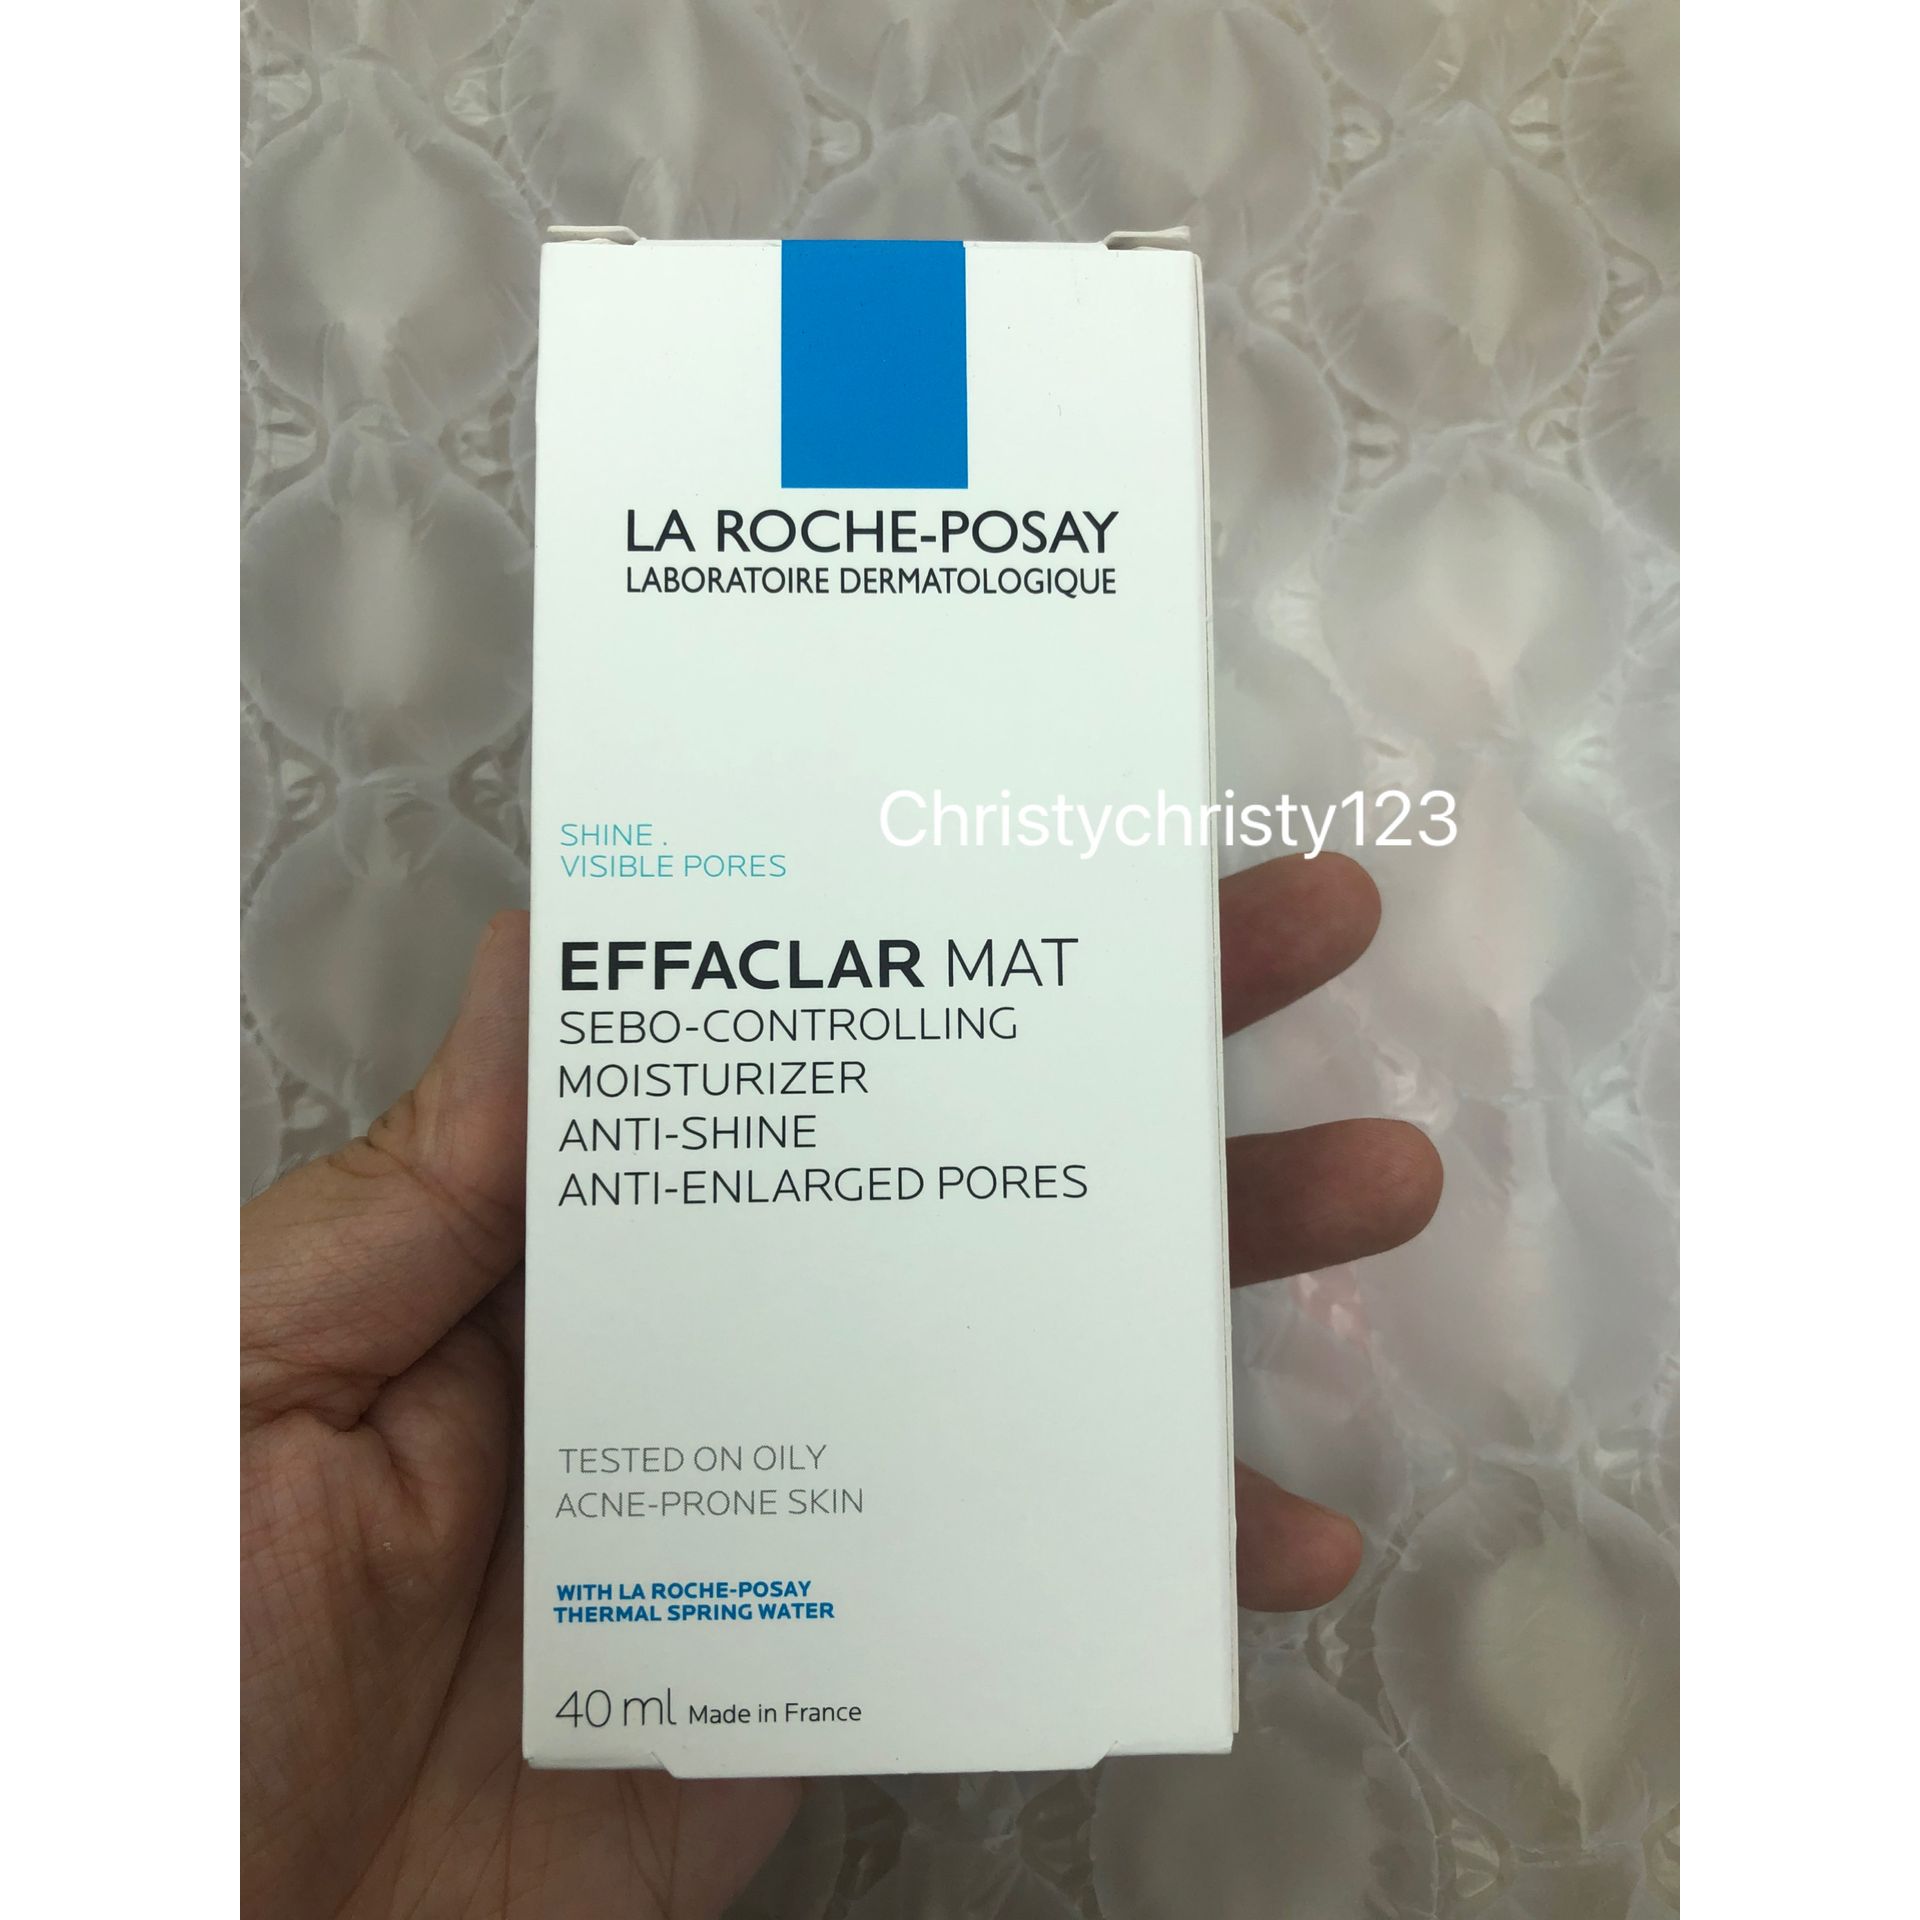 LA ROCHE-POSAY
LABORATOIRE DERMATOLOGIQUE
Christychristy123
SHINE .
VISIBLE PORES
EFFACLAR MAT
SEBO-CONTROLLING
MOISTURIZER
ANTI-SHINE
ANTI-ENLARGED PORES
TESTED ON OILY
ACNE-PRONE SKIN
WITH LA ROCHE-POSAY
THERMAL SPRING WATER
40 ml Made in France